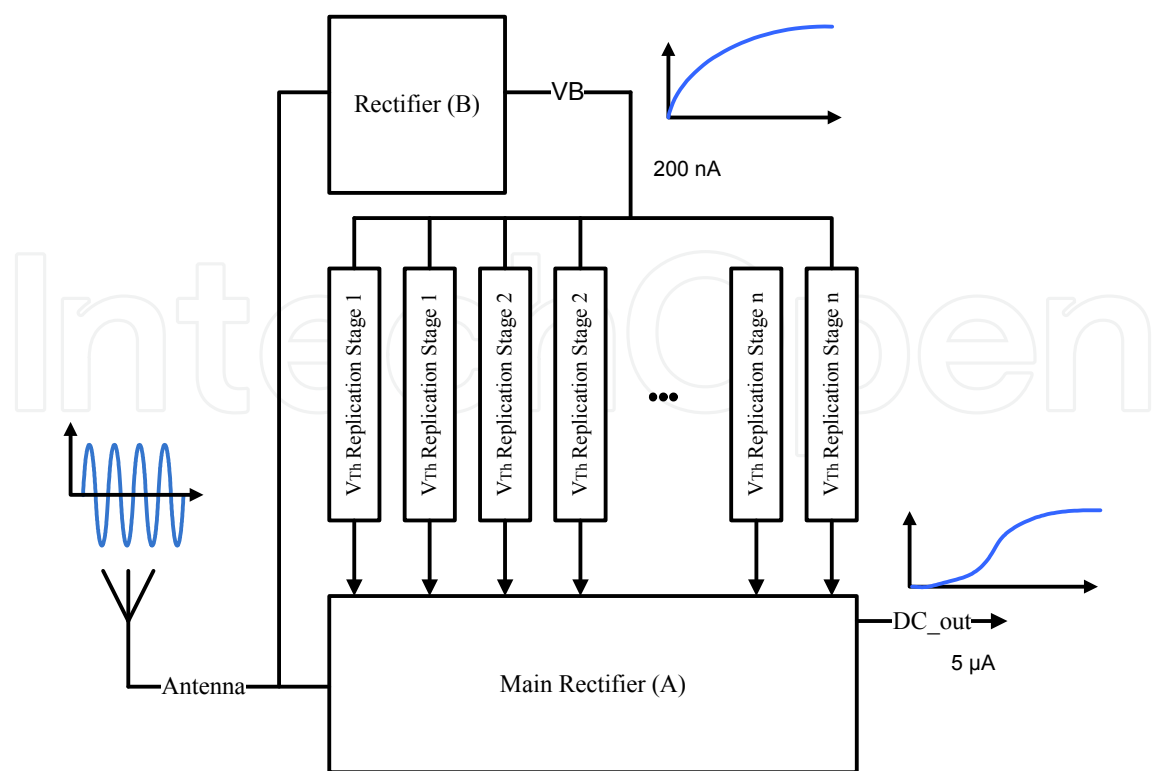 Rectifier (B)
VB
200 nA
VTh Replication Stage 1
VTh Replication Stage 1
VTh Replication Stage 2
VTh Replication Stage 2
•••
VTh Replication Stage n
VTh Replication Stage n
IntechOpen
DC_out
5 µA
Antenna
Main Rectifier (A)